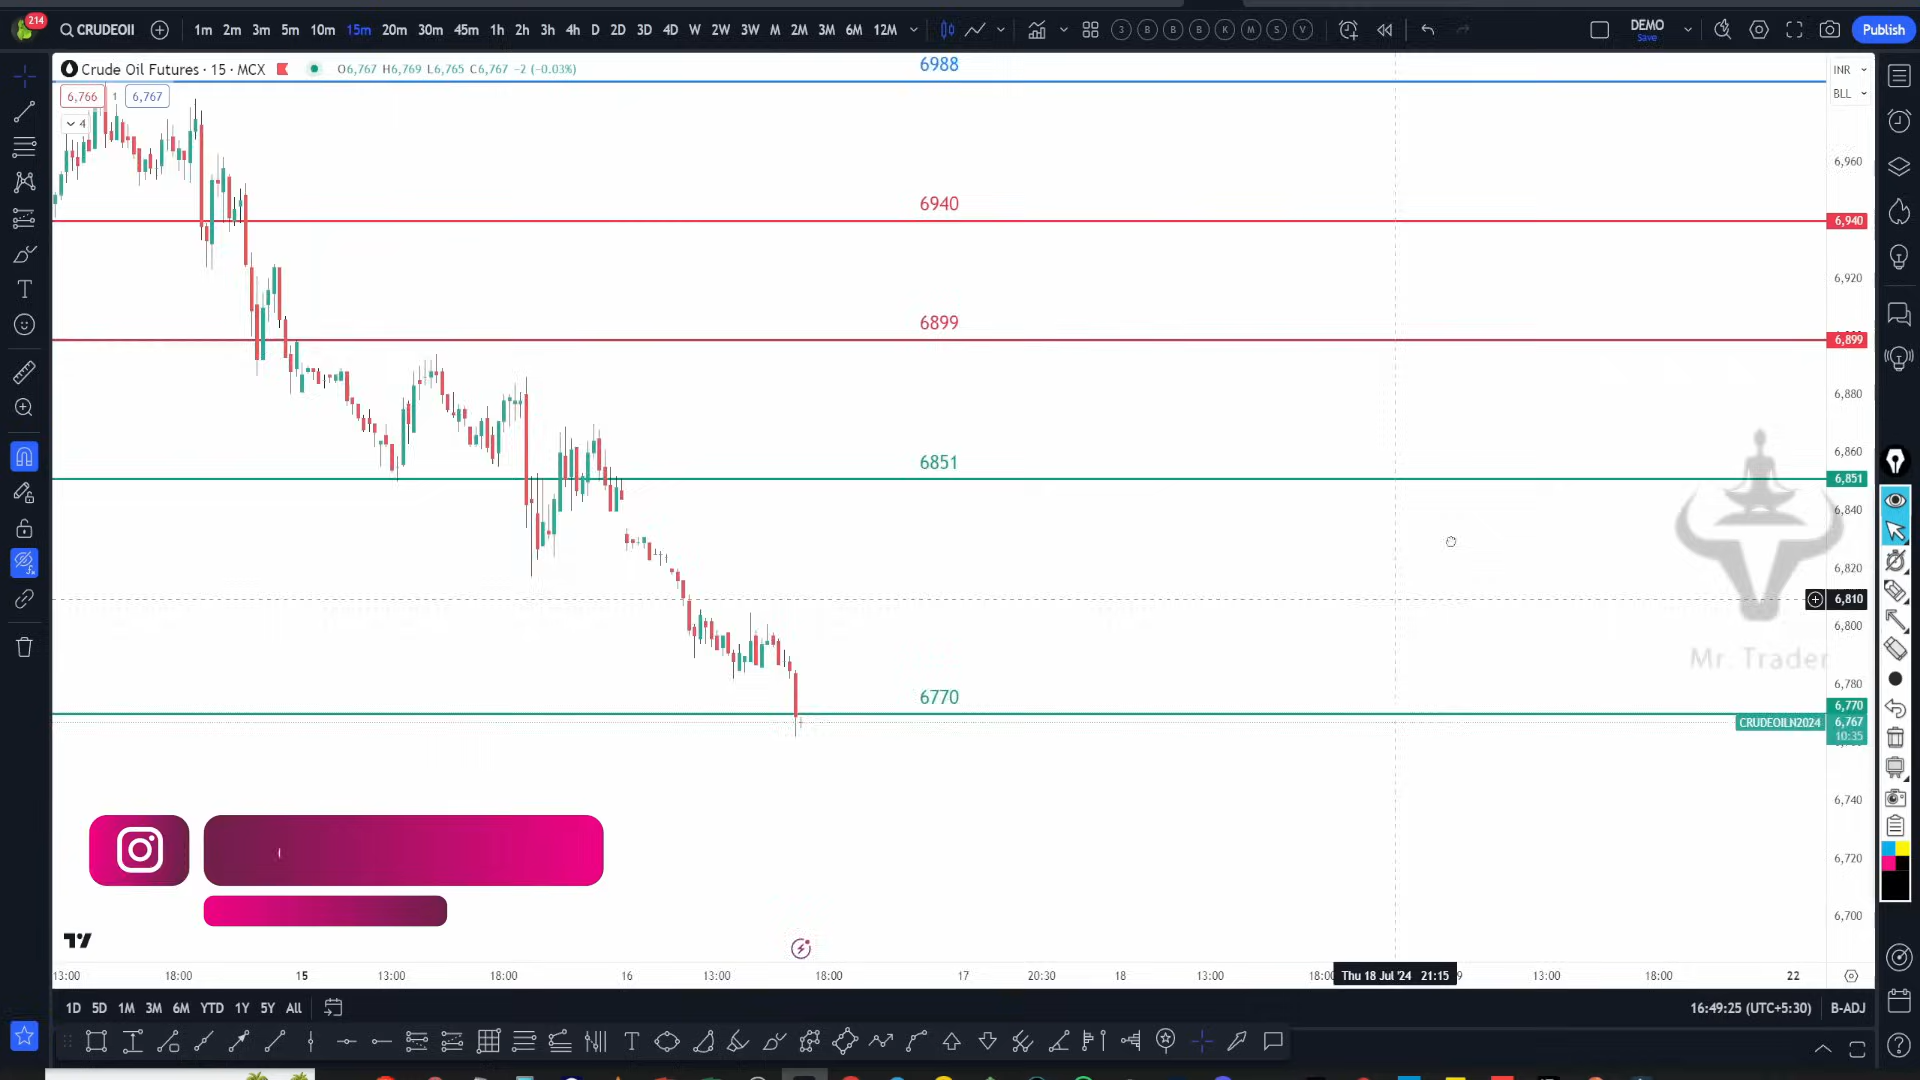 214
CRUDEOII 1m 2m 3m 5m 10m 15m 20m 30m 45m 1h 2h 3h 4h D 2D 3D 4D W 2W 3W M 2M 3M 6M 12M 3 B B B K M S V DEMO Publish
Save
Crude Oil Futures · 15 · MCX O6,767 H6,769 L6,765 C6,767 −2 (−0.03%) 6988 INR
6,766 1 6,767 BLL
4
6,960
6940
6,940
6,920
6899
6,899
6,880
6,860
6851
6,851
6,840
6,820
6,810
6,800
Mr. Trader
6,780
6770
6,770
CRUDEOILN2024 6,767
10:35
6,740
6,720
6,700
13:00 18:00 15 13:00 18:00 16 13:00 18:00 17 20:30 18 13:00 18:00 Thu 18 Jul '24 21:15 13:00 18:00 22
1D 5D 1M 3M 6M YTD 1Y 5Y All 16:49:25 (UTC+5:30) B-ADJ